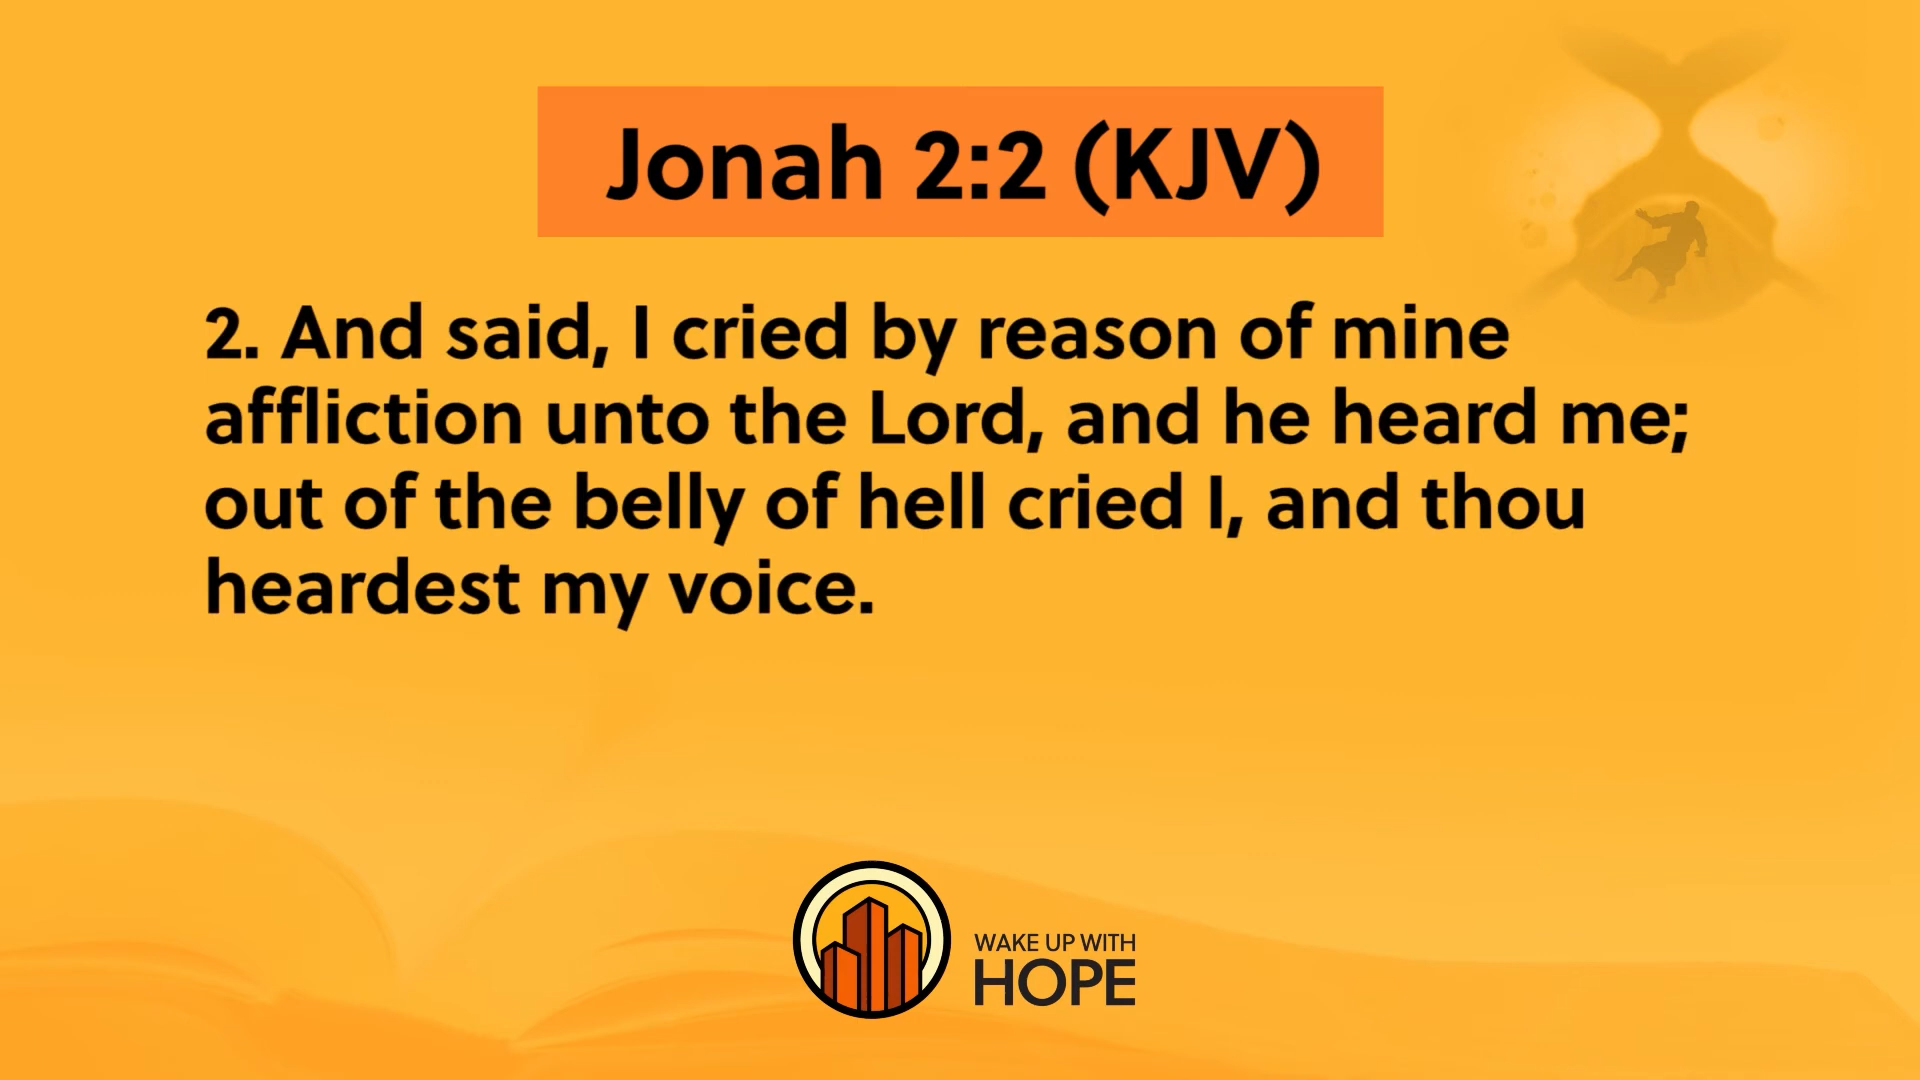 Jonah 2:2 (KJV)
2. And said, I cried by reason of mine
affliction unto the Lord, and he heard me;
out of the belly of hell cried I, and thou
heardest my voice.
WAKE UP WITH
HOPE